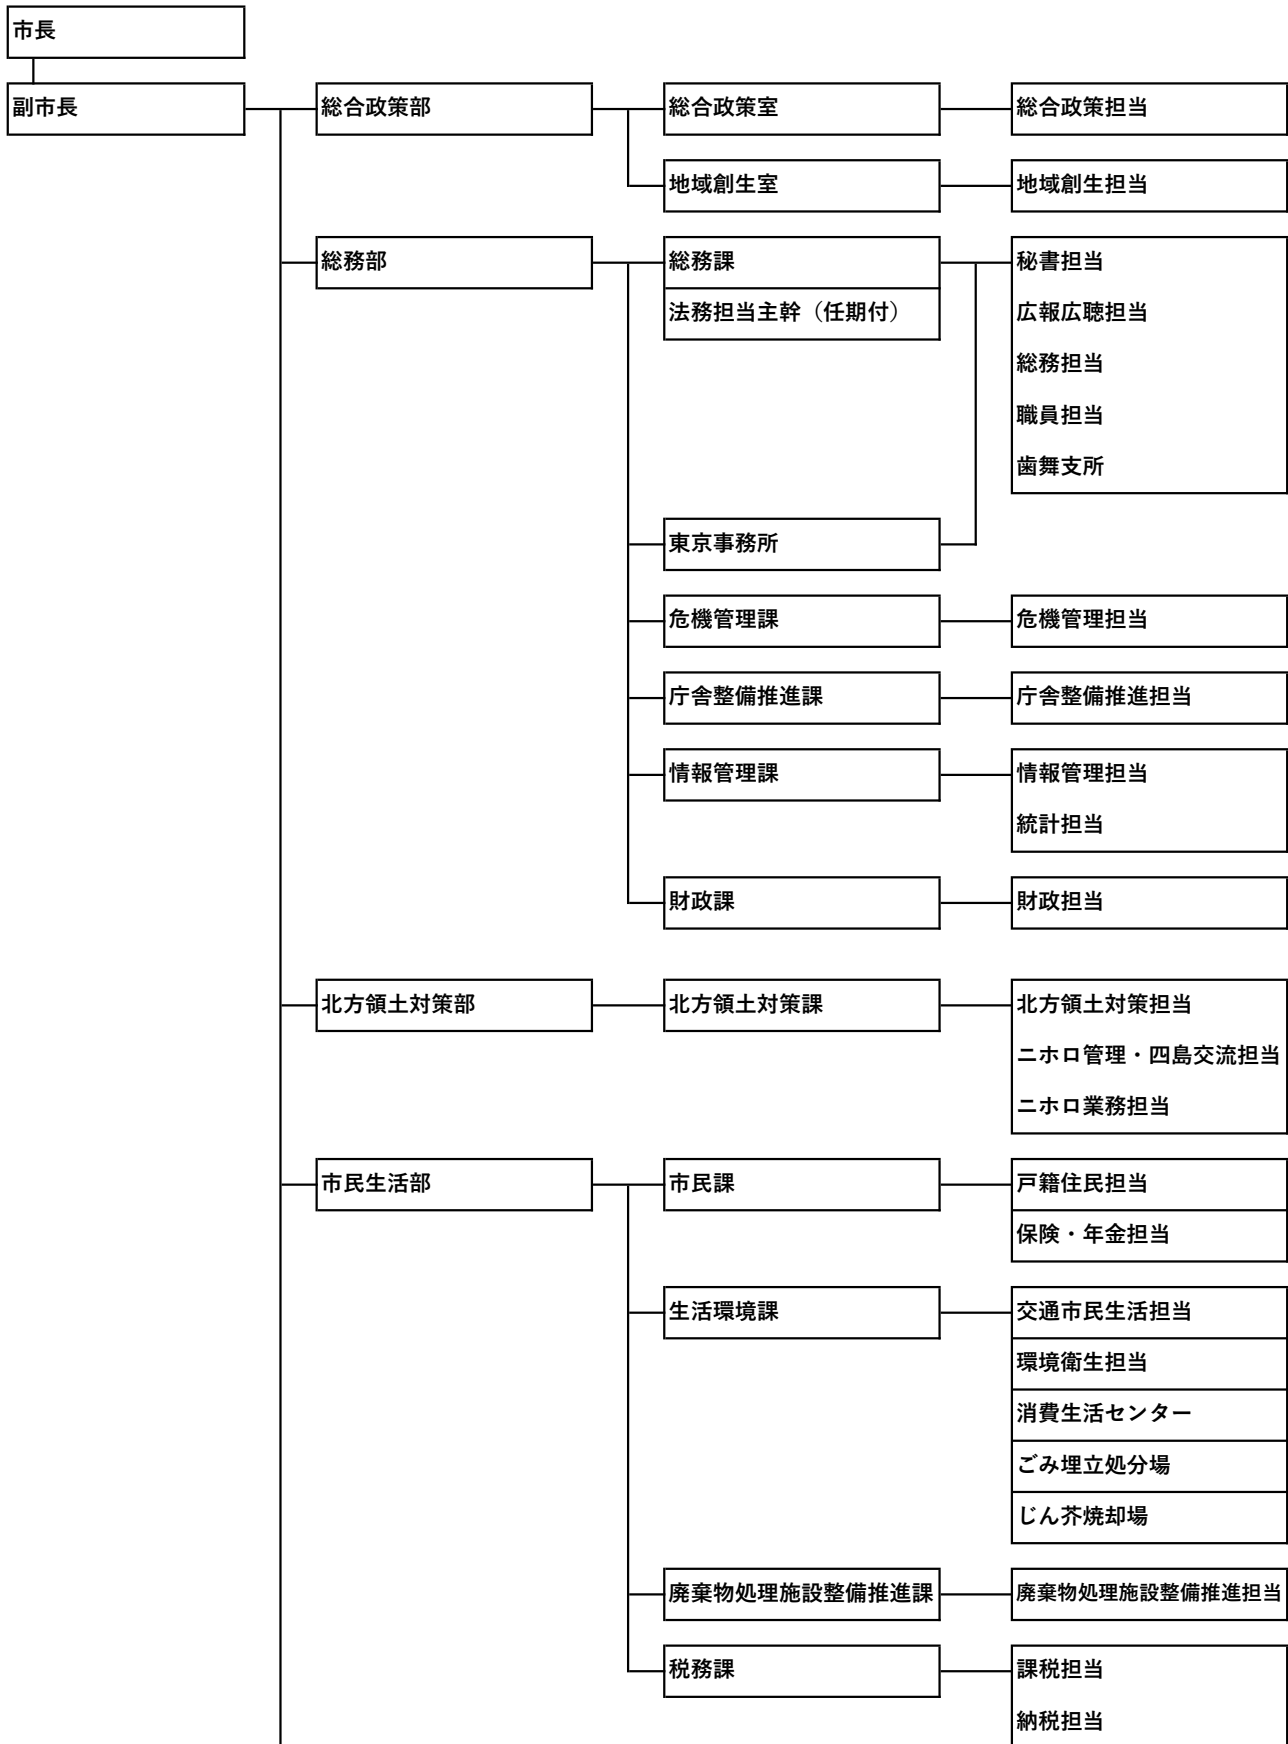 市長
副市長
総合政策部
総合政策室
総合政策担当
地域創生室
地域創生担当
総務部
総務課
秘書担当
法務担当主幹（任期付）
広報広聴担当
総務担当
職員担当
歯舞支所
東京事務所
危機管理課
危機管理担当
庁舎整備推進課
庁舎整備推進担当
情報管理課
情報管理担当
統計担当
財政課
財政担当
北方領土対策部
北方領土対策課
北方領土対策担当
ニホロ管理・四島交流担当
ニホロ業務担当
市民生活部
市民課
戸籍住民担当
保険・年金担当
生活環境課
交通市民生活担当
環境衛生担当
消費生活センター
ごみ埋立処分場
じん芥焼却場
廃棄物処理施設整備推進課
廃棄物処理施設整備推進担当
税務課
課税担当
納税担当